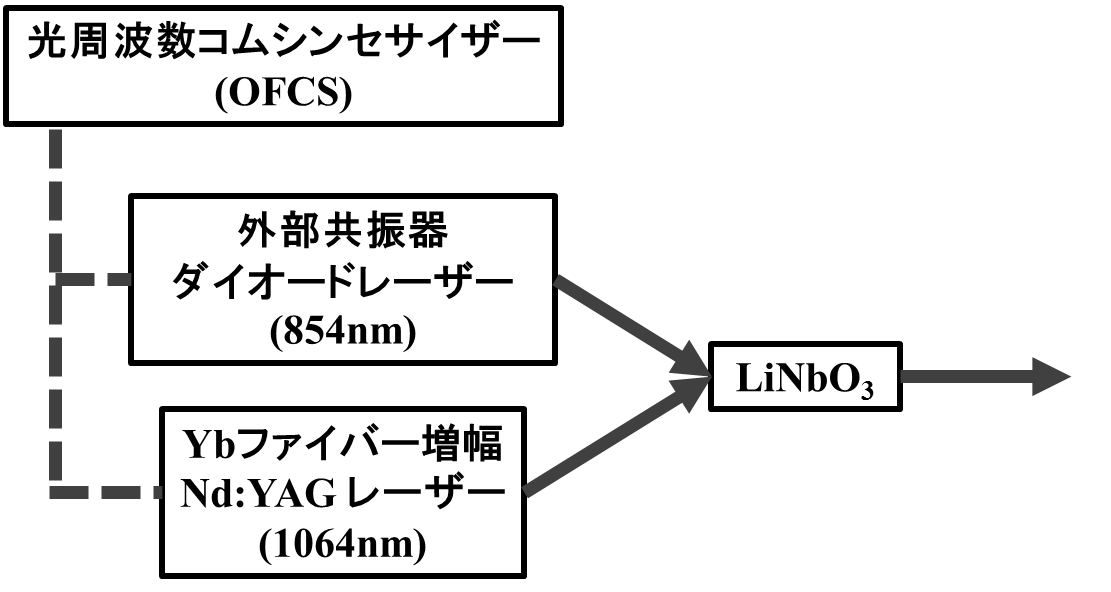 光周波数コムシンセサイザー
(OFCS)
外部共振器
ダイオードレーザー
(854nm)
Ybファイバー増幅
Nd:YAG レーザー
(1064nm)
LiNbO₃